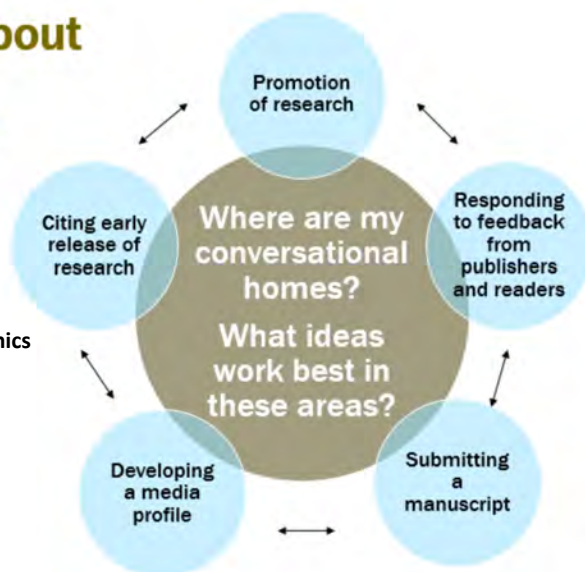 bout
Promotion
of research
Citing early
release of
research
Where are my
conversational
homes?
What ideas
work best in
these areas?
Responding
to feedback
from
publishers
and readers
nics
Developing
a media
profile
Submitting
a
manuscript